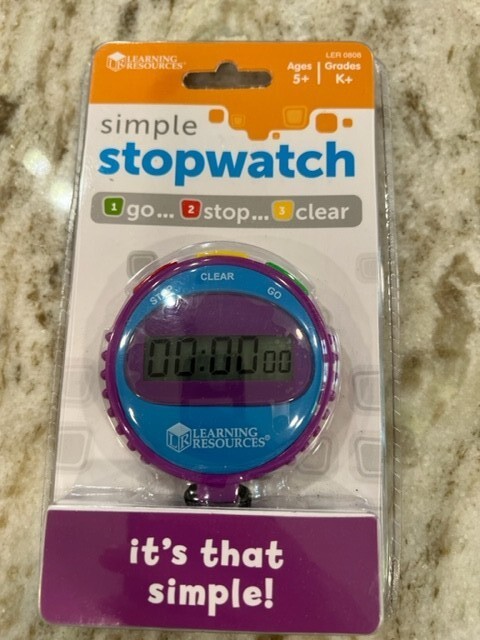 LEARNING
RESOURCES®
LER 0808
Ages 5+ | Grades K+
simple
stopwatch
1 go... 2 stop... 3 clear
STOP CLEAR GO
00:00 00
LEARNING
RESOURCES®
it's that
simple!